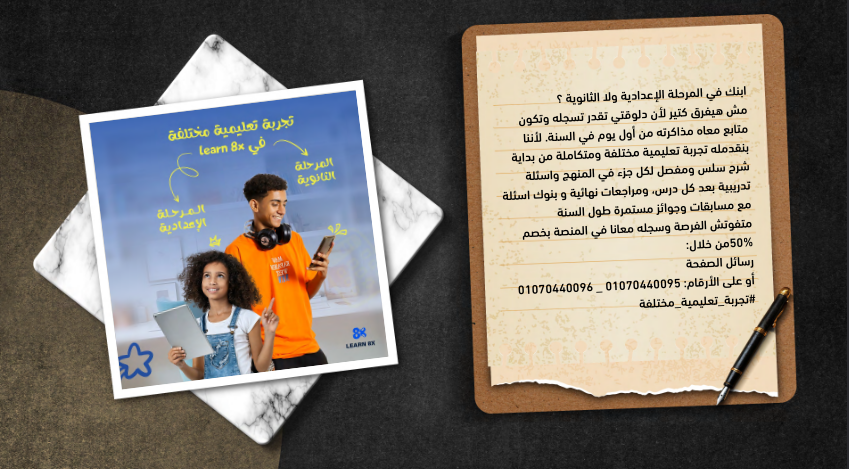 تجربة تعليمية مختلفة
في learn 8x
المرحلة
الثانوية
المرحلة
الإعدادية
8x
LEARN 8X
ابنك في المرحلة الإعدادية ولا الثانوية ؟
مش هيفرق كتير لأن دلوقتي تقدر تسجله وتكون
متابع معاه مذاكرته من أول يوم في السنة. لأننا
بنقدمله تجربة تعليمية مختلفة ومتكاملة من بداية
شرح سلس ومفصل لكل جزء في المنهج واسئلة
تدريبية بعد كل درس، ومراجعات نهائية و بنوك اسئلة
مع مسابقات وجوائز مستمرة طول السنة
متفوتش الفرصة وسجله معانا في المنصة بخصم
50%من خلال:
رسائل الصفحة
أو على الأرقام: 01070440095 _ 01070440096
#تجربة_تعليمية_مختلفة